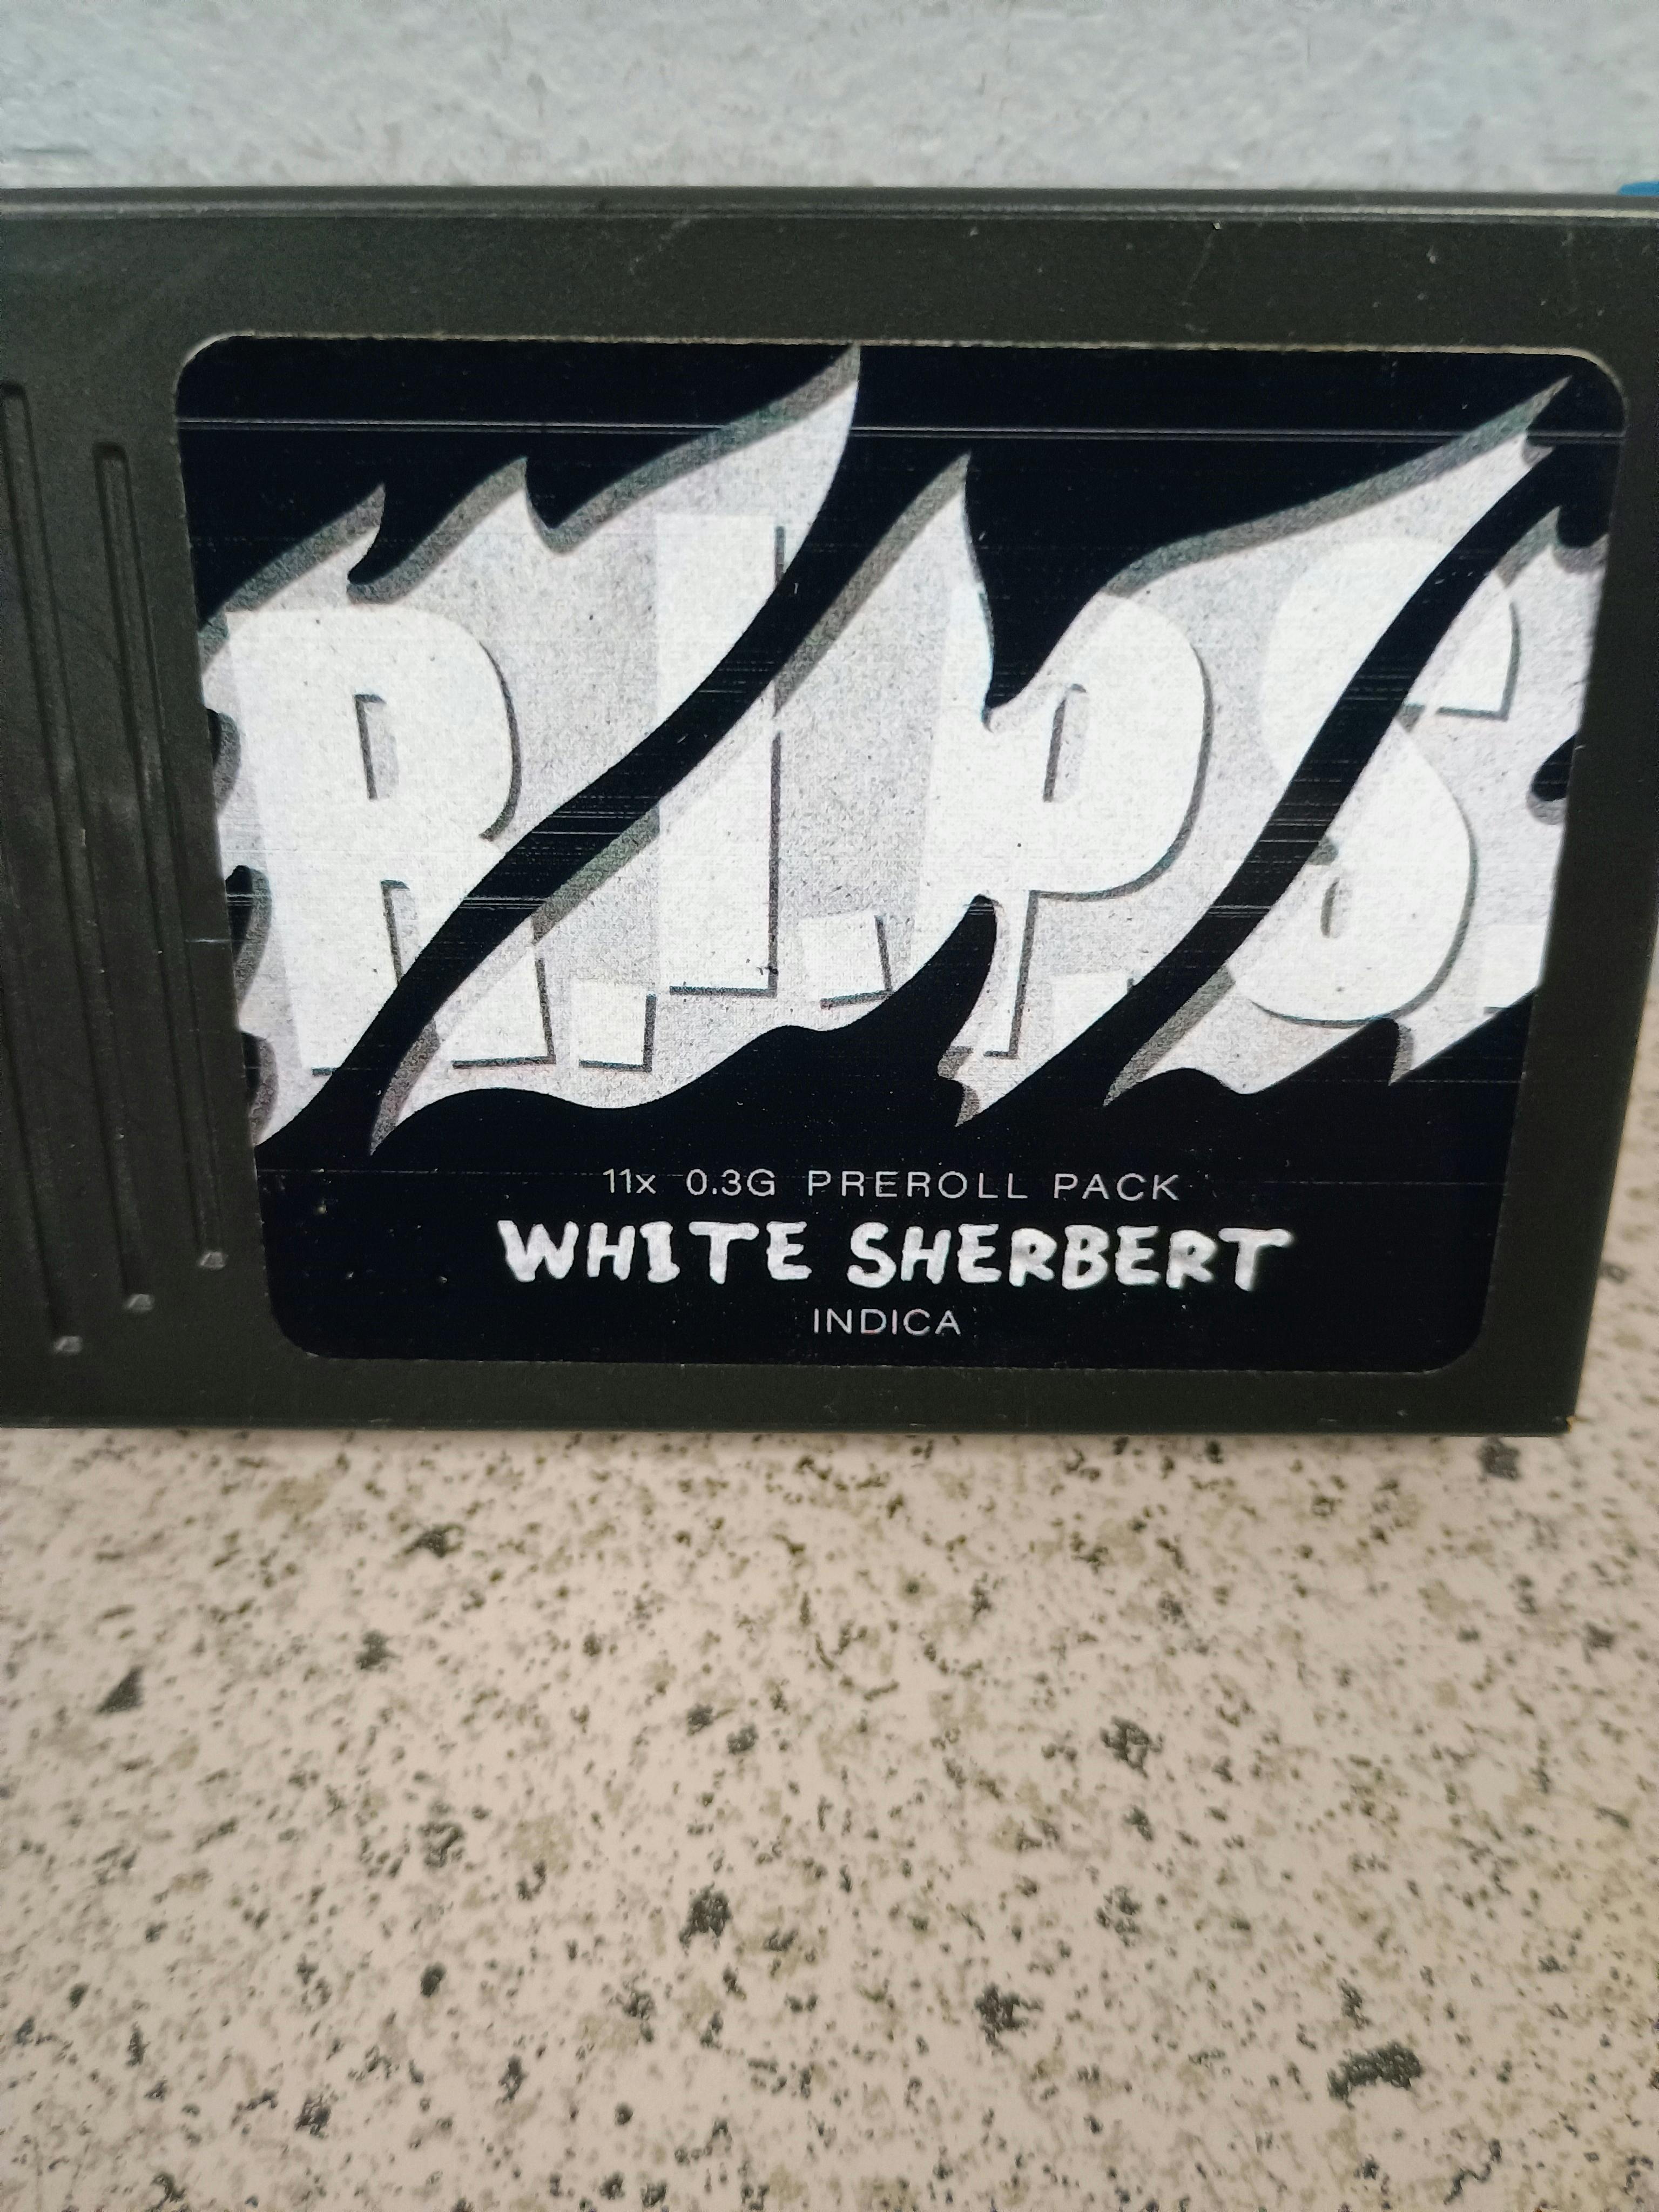 R.I.P.S.
11x 0.3G PREROLL PACK
WHITE SHERBERT
INDICA